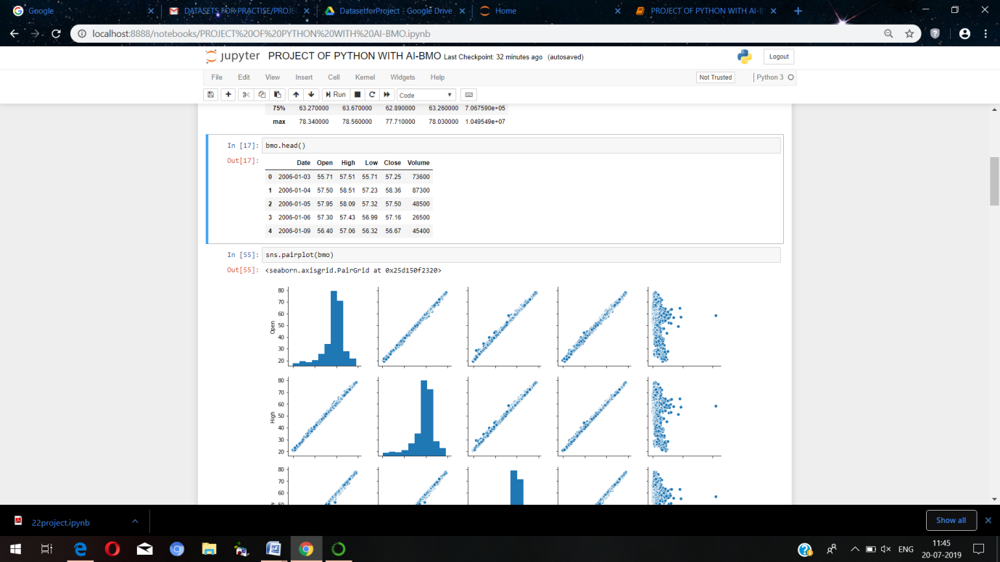 Google
DATASETS FOR PRACTISE/PROJEC
DatasetforProject - Google Drive
Home
PROJECT OF PYTHON WITH AI-B
localhost:8888/notebooks/PROJECT%20OF%20PYTHON%20WITH%20AI-BMO.ipynb
jupyter PROJECT OF PYTHON WITH AI-BMO Last Checkpoint: 32 minutes ago (autosaved)
Logout
File Edit View Insert Cell Kernel Widgets Help
Not Trusted Python 3
Run Code
75% 63.270000 63.670000 62.890000 63.260000 7.067590e+05
max 78.340000 78.560000 77.710000 78.030000 1.049549e+07
In [17]: bmo.head()
Out[17]:
Date Open High Low Close Volume
0 2006-01-03 55.71 57.51 55.71 57.25 73600
1 2006-01-04 57.50 58.51 57.23 58.36 87300
2 2006-01-05 57.95 58.09 57.32 57.50 48500
3 2006-01-06 57.30 57.43 56.99 57.16 26500
4 2006-01-09 56.40 57.06 56.32 56.67 45400
In [55]: sns.pairplot(bmo)
Out[55]: <seaborn.axisgrid.PairGrid at 0x25d150f2320>
80
70
60
50
40
30
20
Open
80
70
60
50
40
30
20
High
80
70
60
50
22project.ipynb
Show all
ENG
11:45
20-07-2019